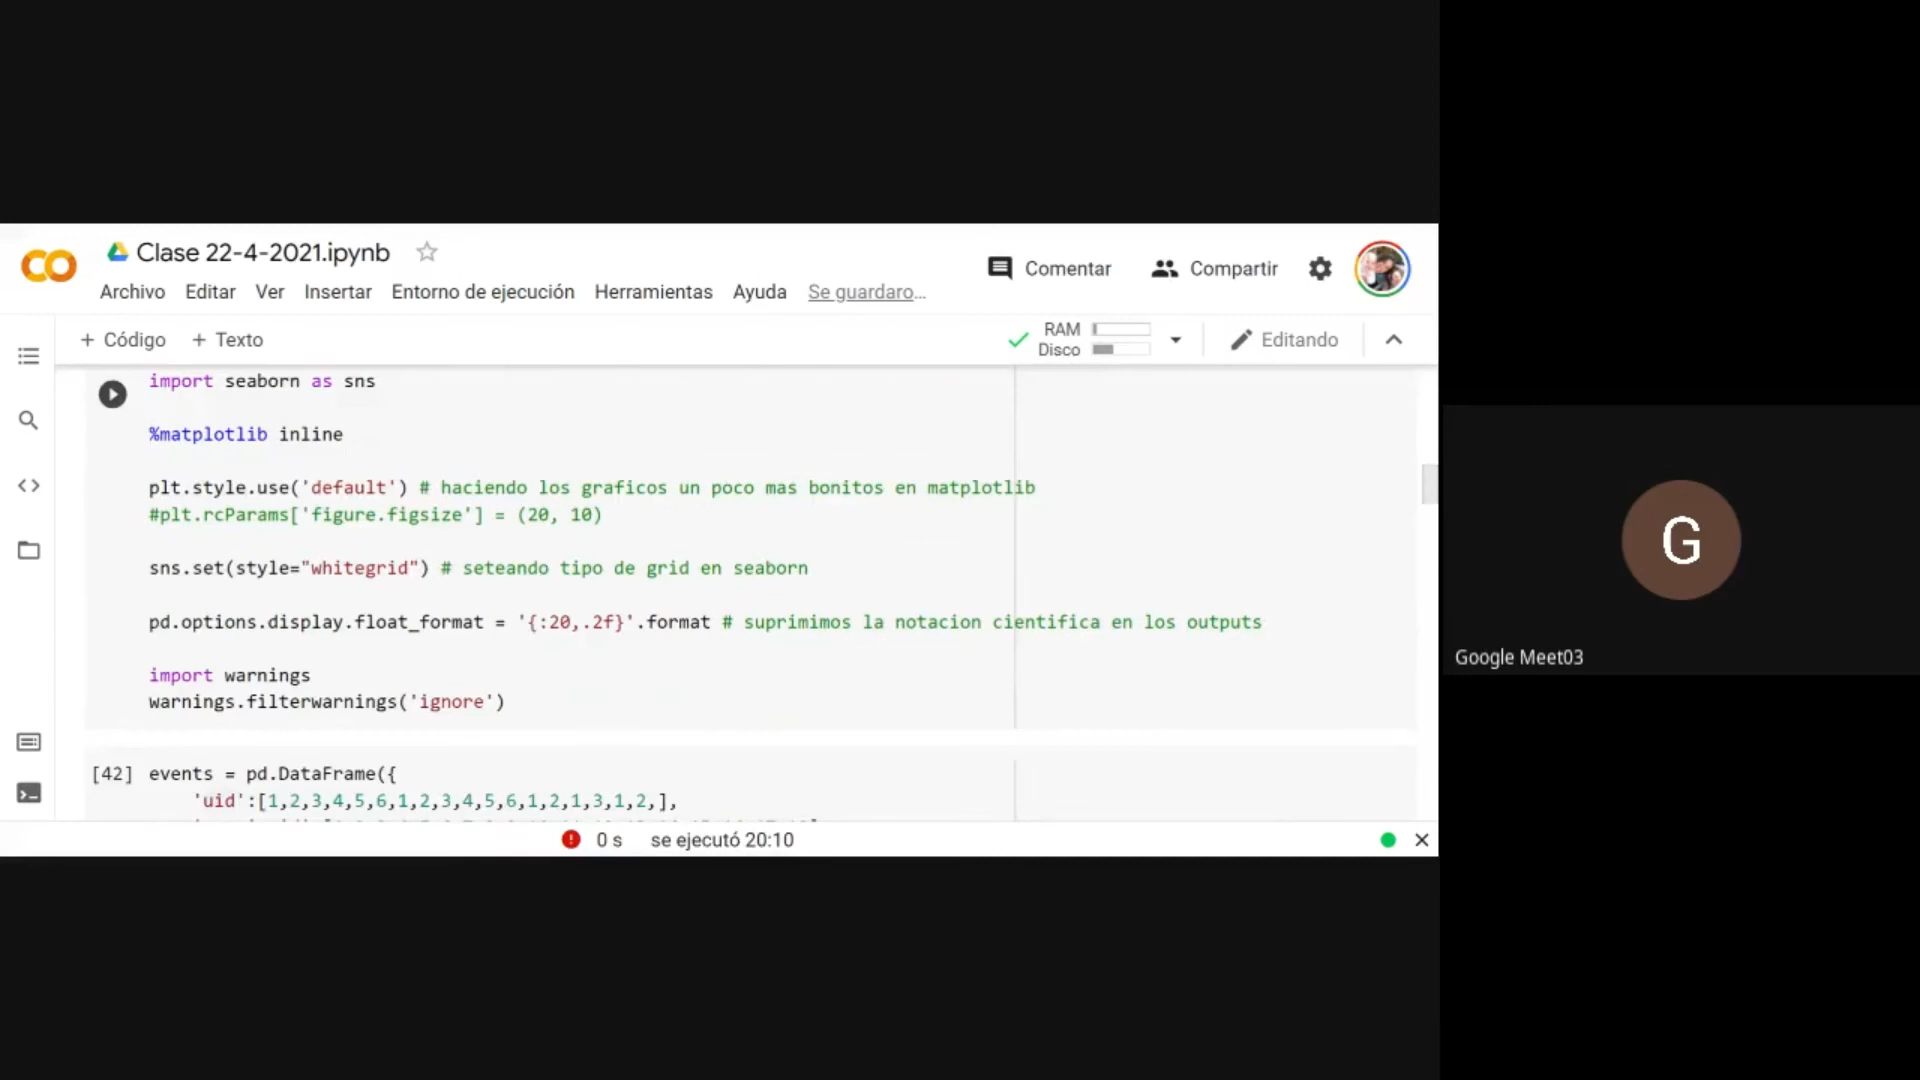 Clase 22-4-2021.ipynb
Comentar
Compartir
Archivo Editar Ver Insertar Entorno de ejecución Herramientas Ayuda Se guardaro...
+ Código + Texto
RAM
Disco
Editando
import seaborn as sns
%matplotlib inline
plt.style.use('default') # haciendo los graficos un poco mas bonitos en matplotlib
#plt.rcParams['figure.figsize'] = (20, 10)
sns.set(style="whitegrid") # seteando tipo de grid en seaborn
pd.options.display.float_format = '{:20,.2f}'.format # suprimimos la notacion cientifica en los outputs
import warnings
warnings.filterwarnings('ignore')
[42] events = pd.DataFrame({
'uid':[1,2,3,4,5,6,1,2,3,4,5,6,1,2,1,3,1,2,],
0 s se ejecutó 20:10
G
Google Meet03